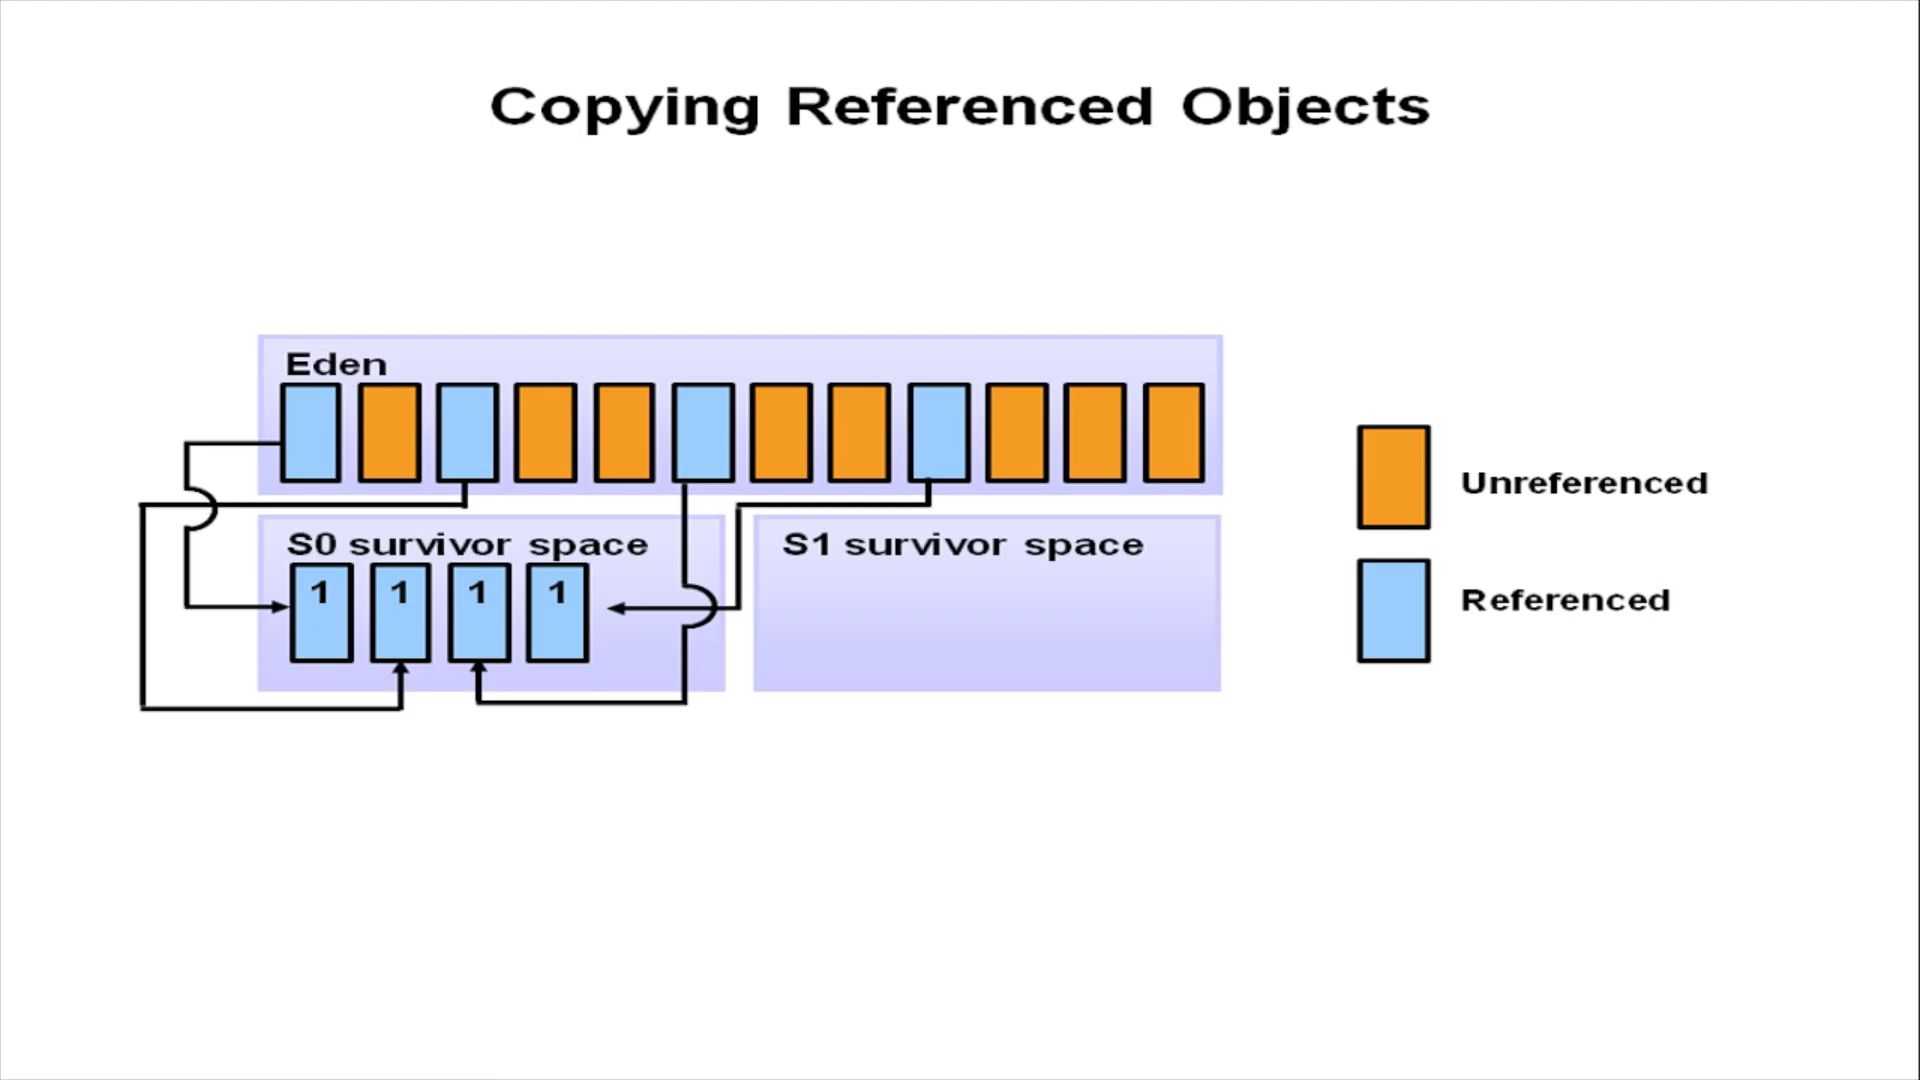 Copying Referenced Objects
Eden
S0 survivor space
1 1 1 1
S1 survivor space
Unreferenced
Referenced